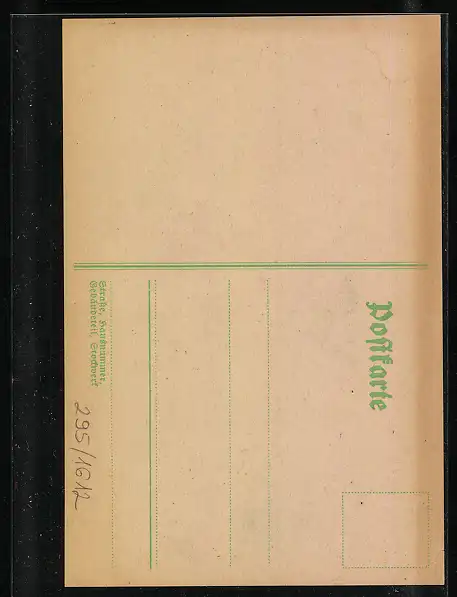 Postkarte
Straße, Hausnummer,
Gebäudeteil, Stockwerk
295/1612